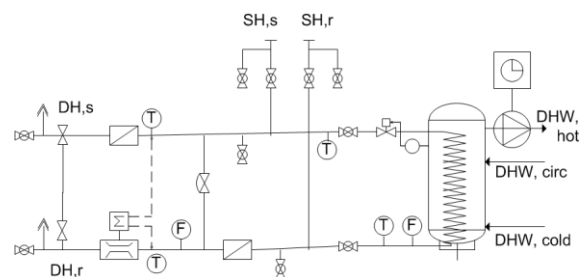 SH,s
SH,r
DH,s
T
T
DHW,
hot
DHW, circ
Σ
F
T
F
DHW, cold
DH,r
T